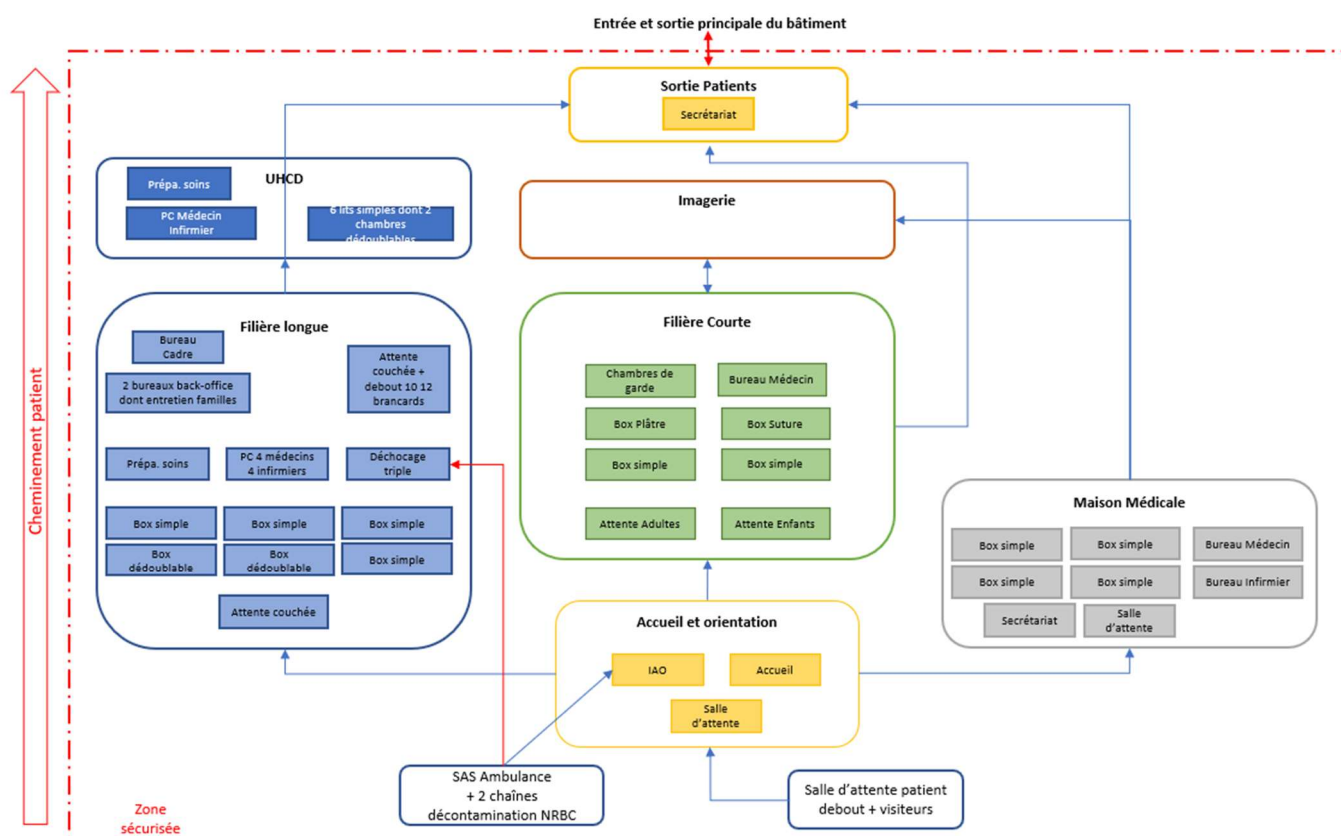 Entrée et sortie principale du bâtiment
Sortie Patients
Secrétariat
UHCD
Prépa. soins
PC Médecin
Infirmier
6 lits simples dont 2
chambres
dédoublables
Imagerie
Filière longue
Bureau
Cadre
2 bureaux back-office
dont entretien familles
Attente
couchée +
debout 10 12
brancards
Prépa. soins
PC 4 médecins
4 infirmiers
Déchocage
triple
Box simple
Box simple
Box simple
Box
dédoublable
Box
dédoublable
Box simple
Attente couchée
Filière Courte
Chambres de
garde
Bureau Médecin
Box Plâtre
Box Suture
Box simple
Box simple
Attente Adultes
Attente Enfants
Maison Médicale
Box simple
Box simple
Bureau Médecin
Box simple
Box simple
Bureau Infirmier
Secrétariat
Salle
d'attente
Accueil et orientation
IAO
Accueil
Salle
d'attente
SAS Ambulance
+ 2 chaînes
décontamination NRBC
Salle d'attente patient
debout + visiteurs
Cheminement patient
Zone
sécurisée